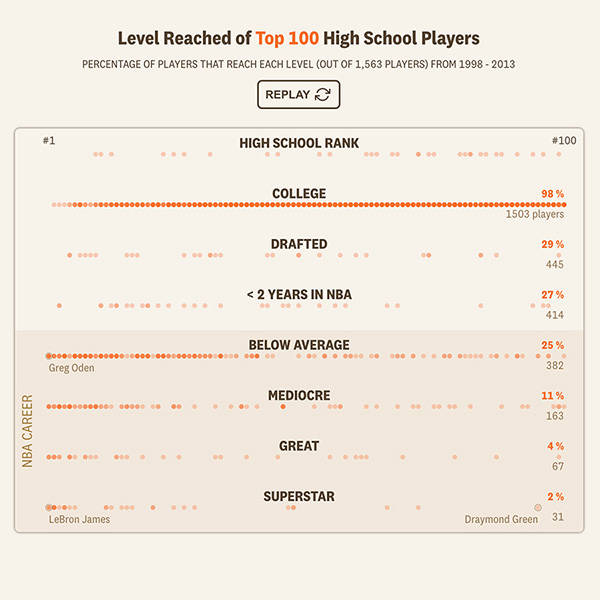 Level Reached of Top 100 High School Players
PERCENTAGE OF PLAYERS THAT REACH EACH LEVEL (OUT OF 1,563 PLAYERS) FROM 1998 - 2013
REPLAY
#1
HIGH SCHOOL RANK
#100
COLLEGE
98 %
1503 players
DRAFTED
29 %
445
< 2 YEARS IN NBA
27 %
414
BELOW AVERAGE
25 %
Greg Oden
382
MEDIOCRE
11 %
163
NBA CAREER
GREAT
4 %
67
SUPERSTAR
2 %
LeBron James
Draymond Green
31